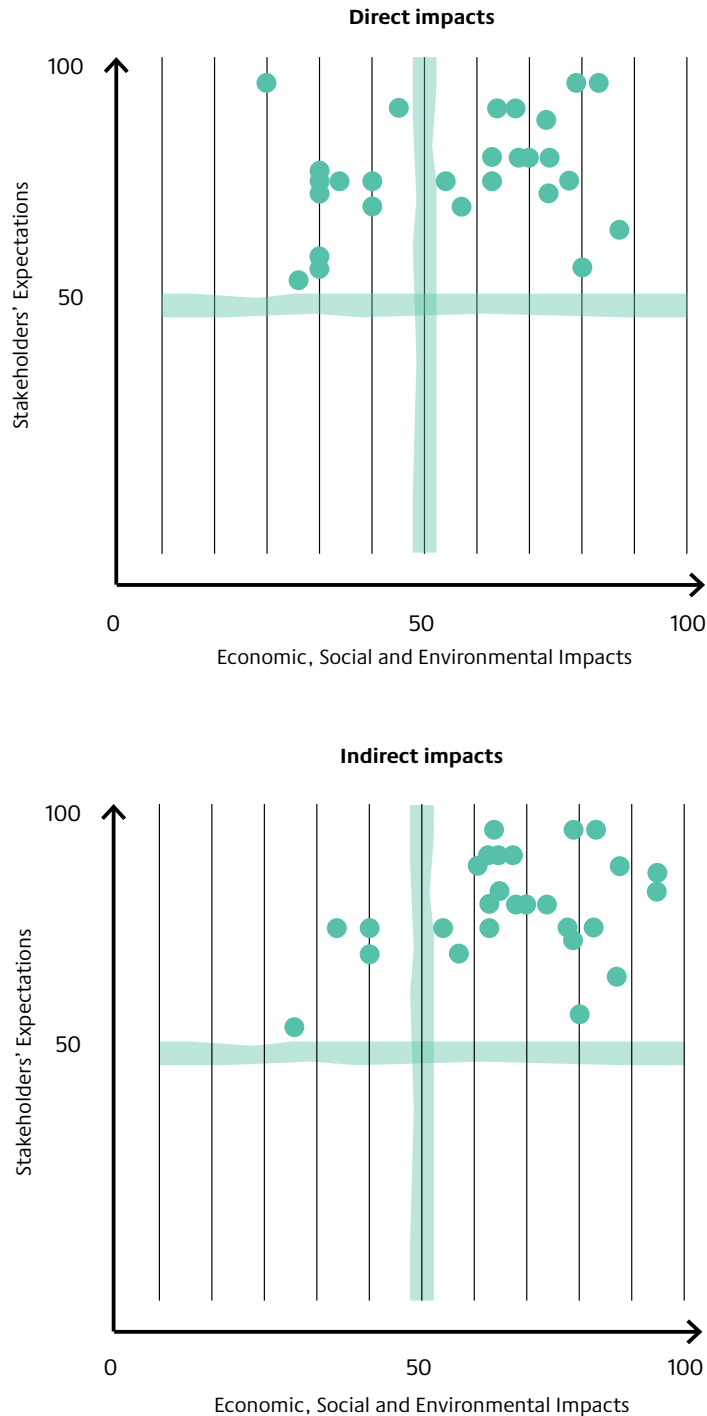 Direct impacts
100
Stakeholders' Expectations
50
0
50
100
Economic, Social and Environmental Impacts
Indirect impacts
100
Stakeholders' Expectations
50
0
50
100
Economic, Social and Environmental Impacts